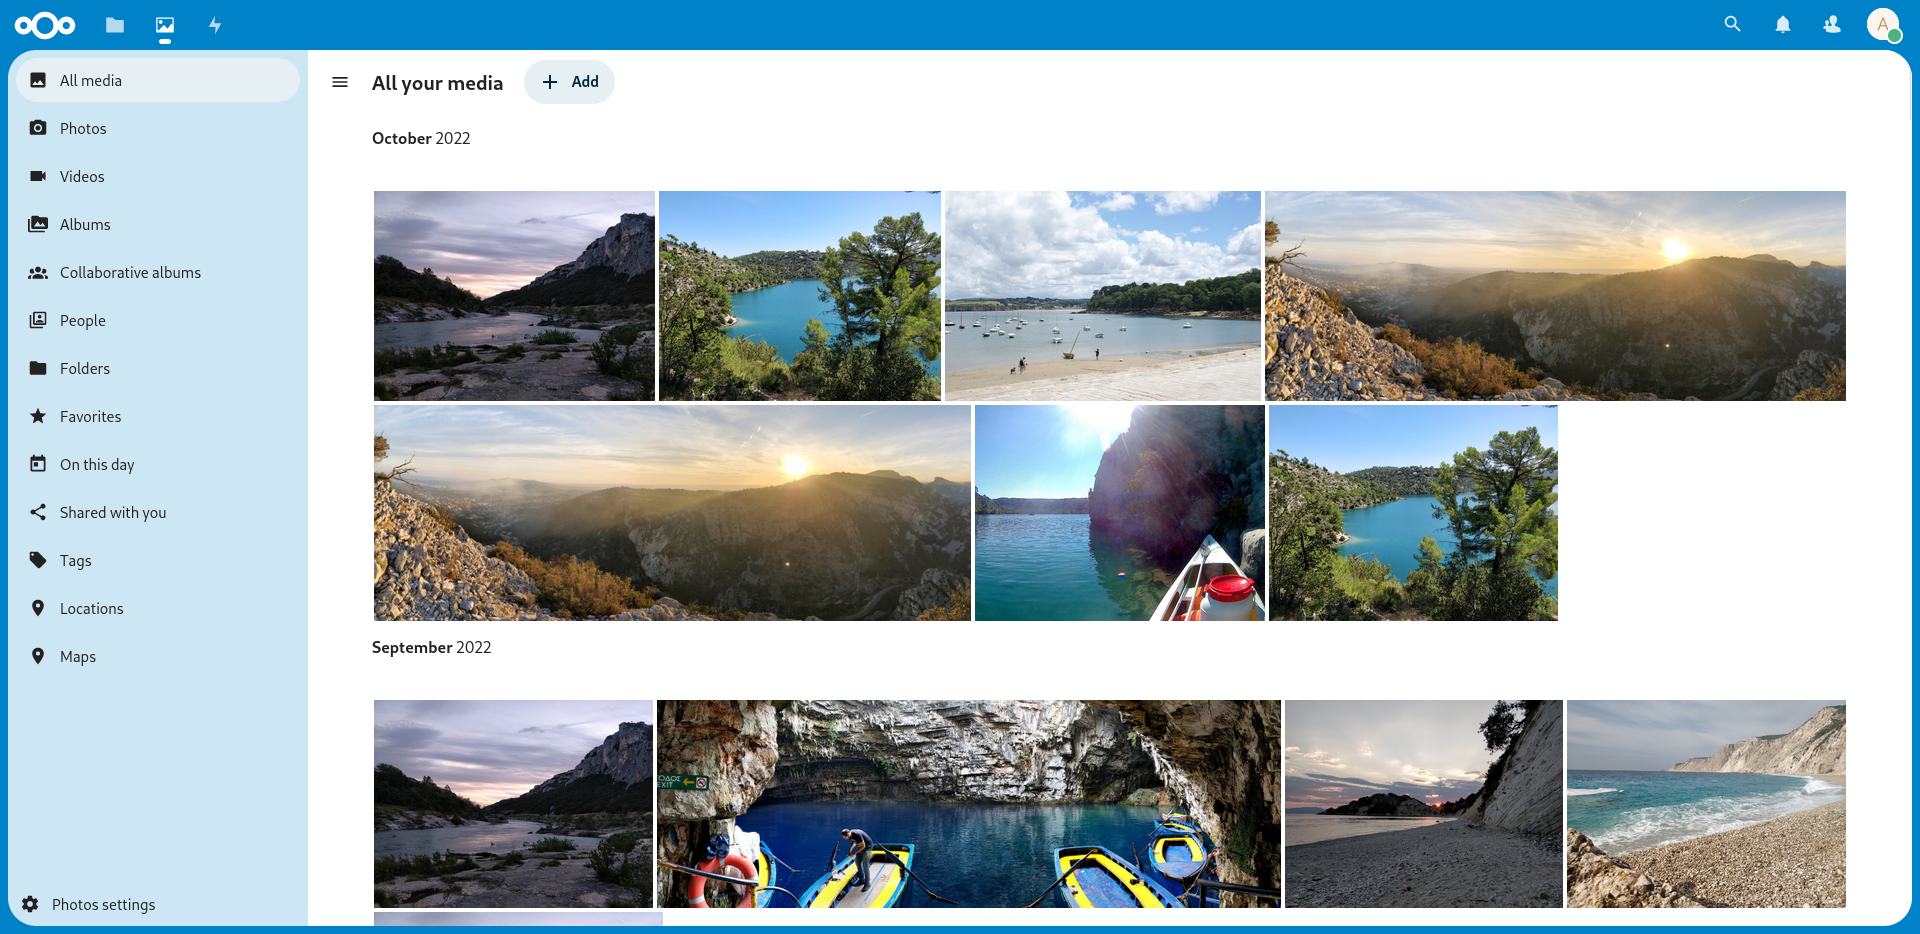 A
All media
Photos
Videos
Albums
Collaborative albums
People
Folders
Favorites
On this day
Shared with you
Tags
Locations
Maps
Photos settings
All your media
Add
October 2022
September 2022
ΟΔΟΣ
EXIT